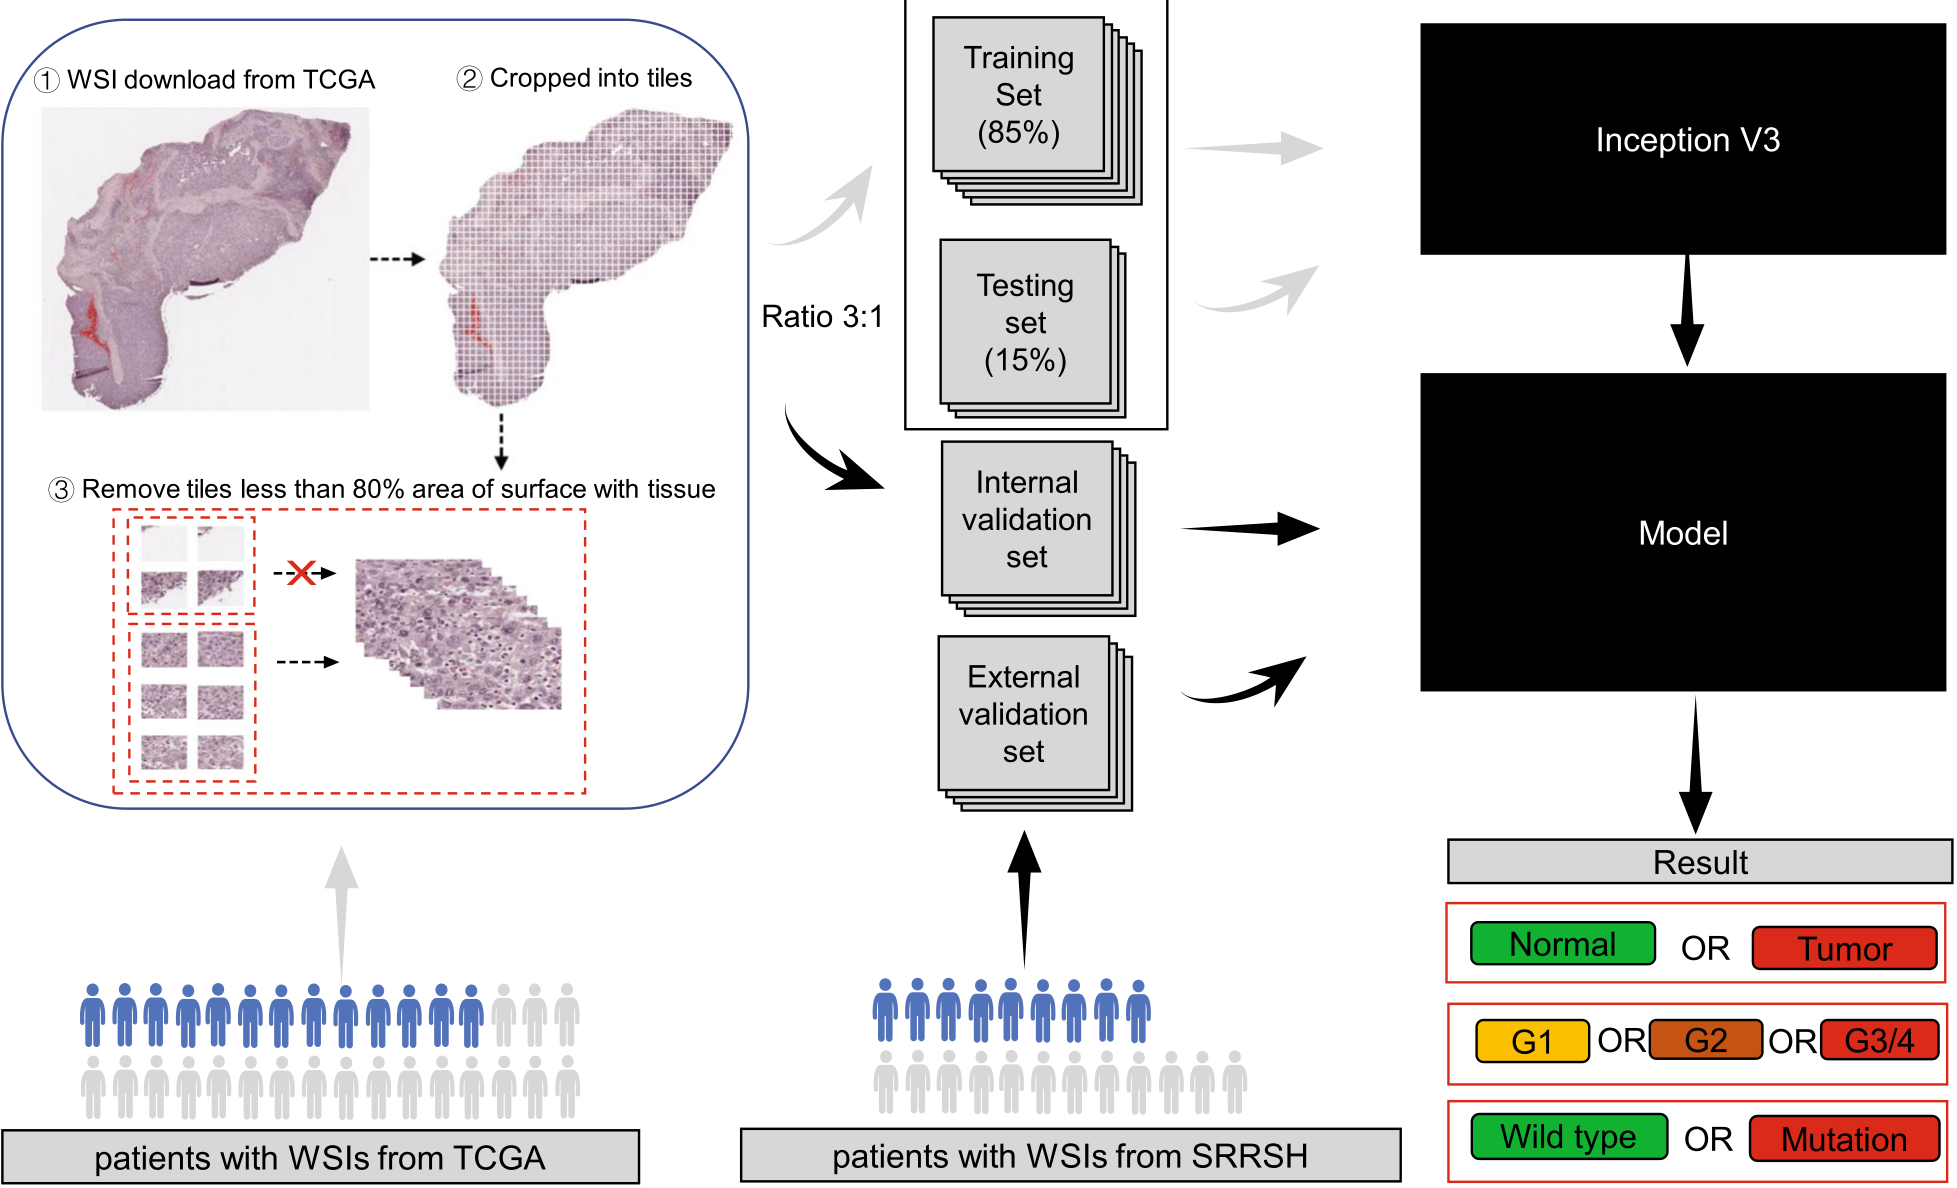 ① WSI download from TCGA
② Cropped into tiles
③ Remove tiles less than 80% area of surface with tissue
patients with WSIs from TCGA
Ratio 3:1
Training
Set
(85%)
Testing
set
(15%)
Internal
validation
set
External
validation
set
patients with WSIs from SRRSH
Inception V3
Model
Result
Normal OR Tumor
G1 OR G2 OR G3/4
Wild type OR Mutation